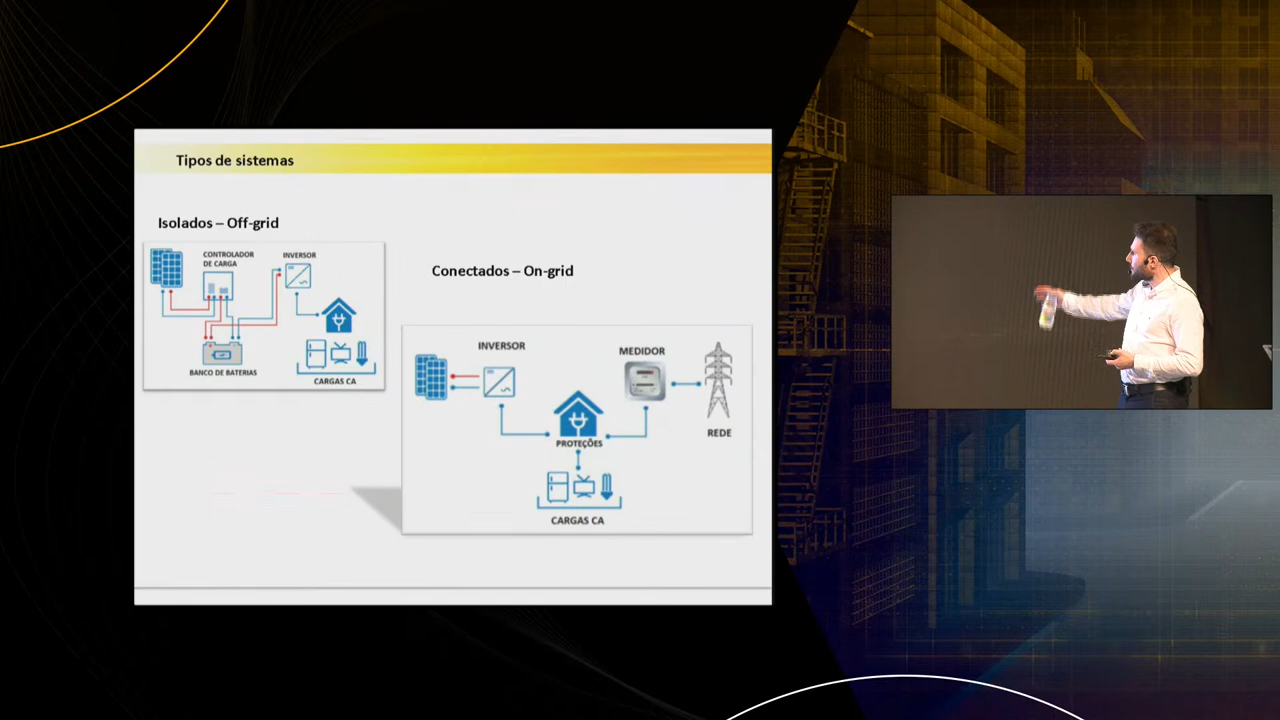 Tipos de sistemas
Isolados – Off-grid
CONTROLADOR
DE CARGA
INVERSOR
BANCO DE BATERIAS
CARGAS CA
Conectados – On-grid
INVERSOR
MEDIDOR
REDE
PROTEÇÕES
CARGAS CA